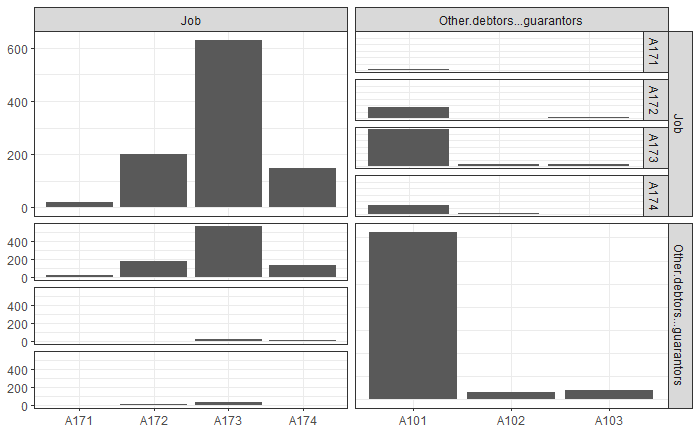 Job
Other.debtors...guarantors
600
400
200
0
A171
A172
A173
A174
Job
400
200
0
400
200
0
400
200
0
Other.debtors...guarantors
A171
A172
A173
A174
A101
A102
A103